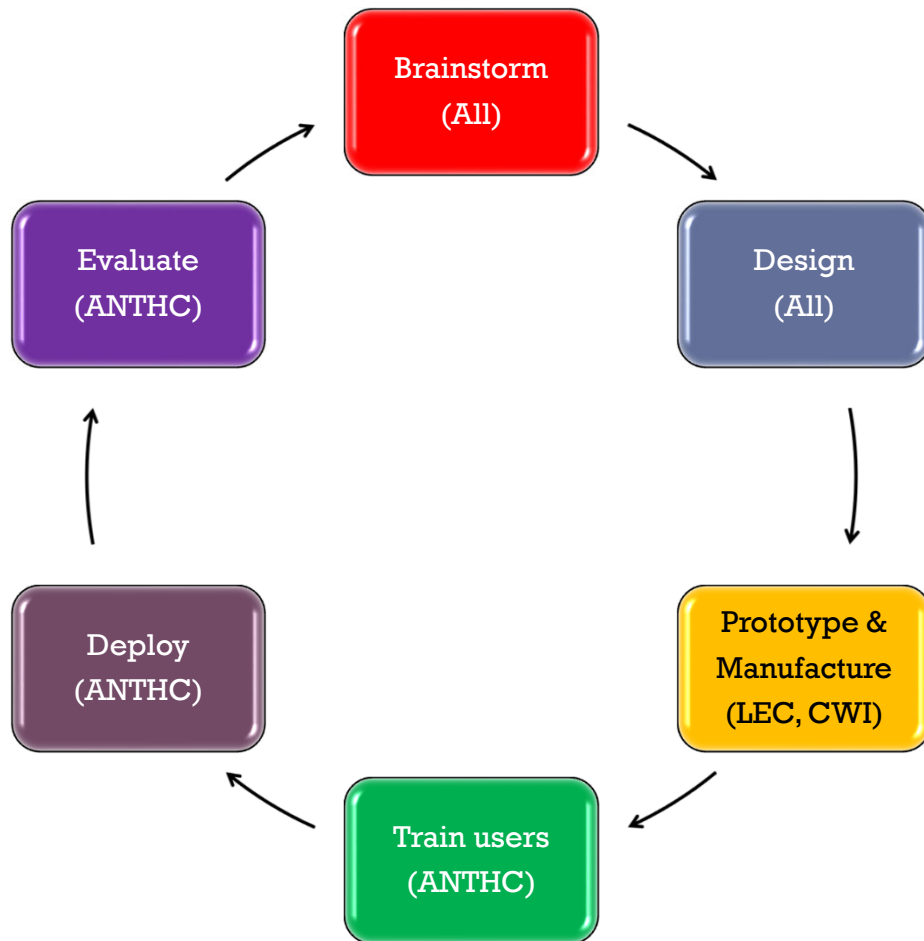 Brainstorm
(All)
Design
(All)
Prototype &
Manufacture
(LEC, CWI)
Train users
(ANTHC)
Deploy
(ANTHC)
Evaluate
(ANTHC)